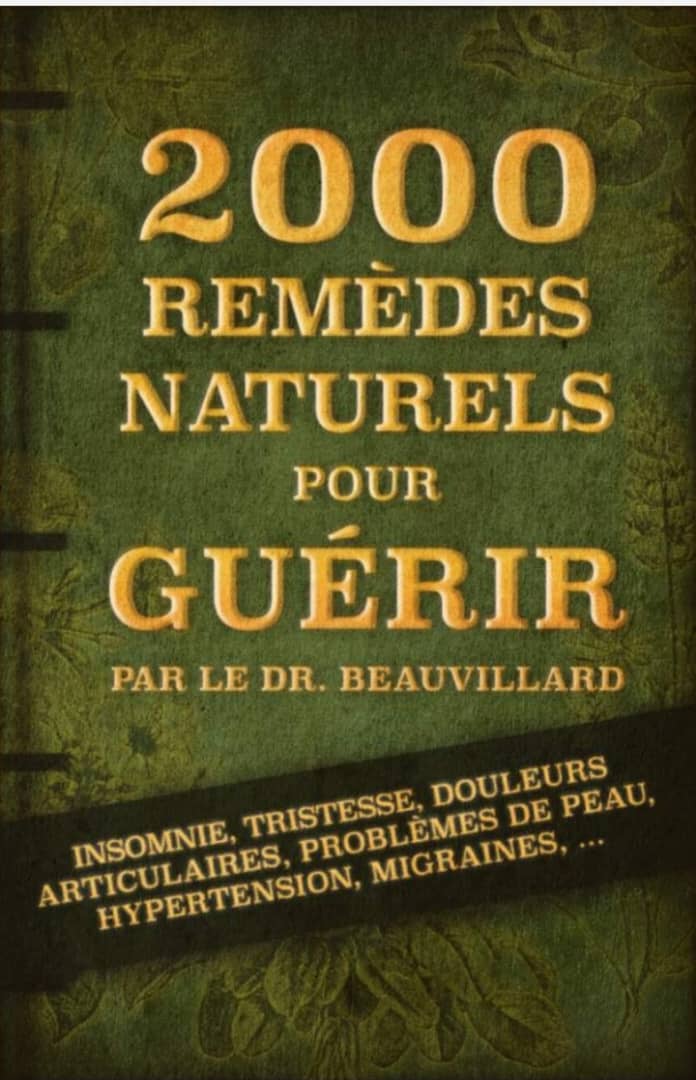 2000
REMÈDES
NATURELS
POUR
GUÉRIR
PAR LE DR. BEAUVILLARD
INSOMNIE, TRISTESSE, DOULEURS
ARTICULAIRES, PROBLÈMES DE PEAU,
HYPERTENSION, MIGRAINES, ...